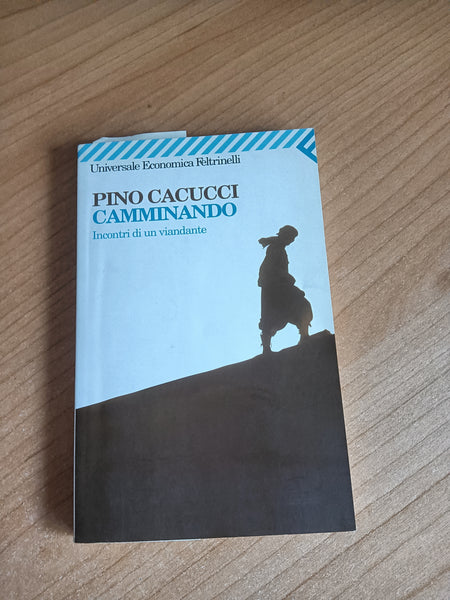 Universale Economica Feltrinelli
PINO CACUCCI
CAMMINANDO
Incontri di un viandante